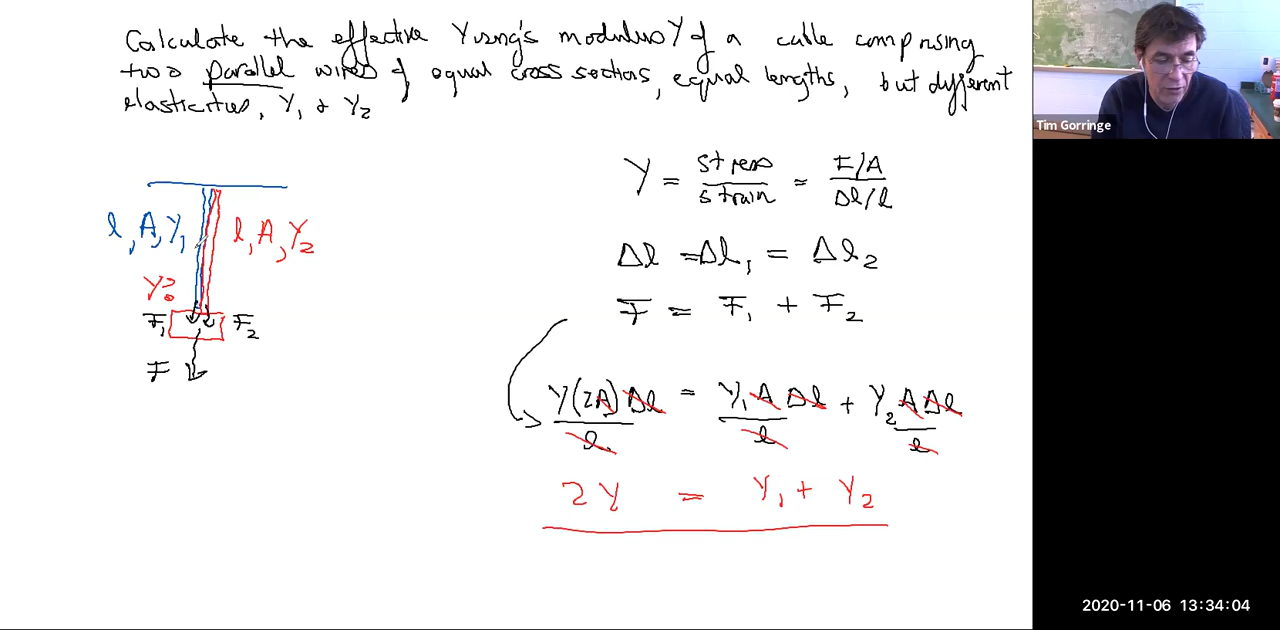 Calculate the effective Young's modulus Y of a cable comprising
two parallel wires of equal cross sections, equal lengths, but different
elasticities, Y₁ & Y₂
Tim Gorringe
Y = stress/strain = F/A / Δl/l
l, A, Y₁ l, A, Y₂
Δl = Δl₁ = Δl₂
Y?
F = F₁ + F₂
F₁ F₂
F
Y(2A)Δl/l = Y₁AΔl/l + Y₂AΔl/l
2Y = Y₁ + Y₂
2020-11-06 13:34:04